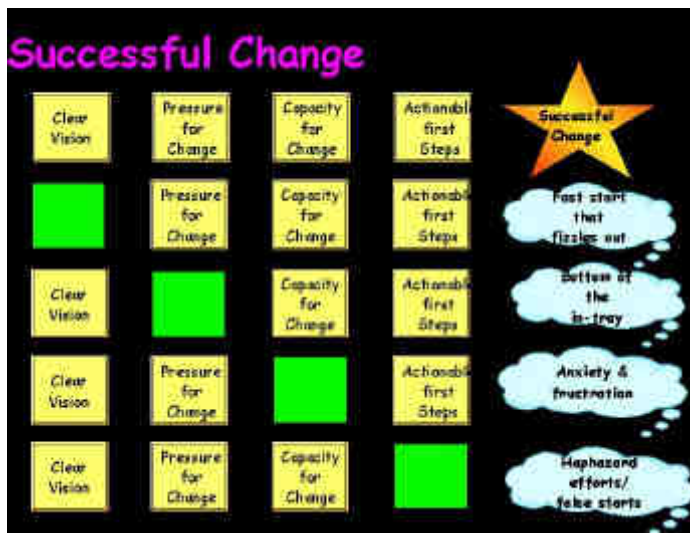 Successful Change
Clear
Vision
Pressure
for
Change
Capacity
for
Change
Actionable
first
Steps
Successful
Change
Pressure
for
Change
Capacity
for
Change
Actionable
first
Steps
Fast start
that
fizzles out
Clear
Vision
Capacity
for
Change
Actionable
first
Steps
Bottom of
the
in-tray
Clear
Vision
Pressure
for
Change
Actionable
first
Steps
Anxiety &
frustration
Clear
Vision
Pressure
for
Change
Capacity
for
Change
Haphazard
efforts/
false starts